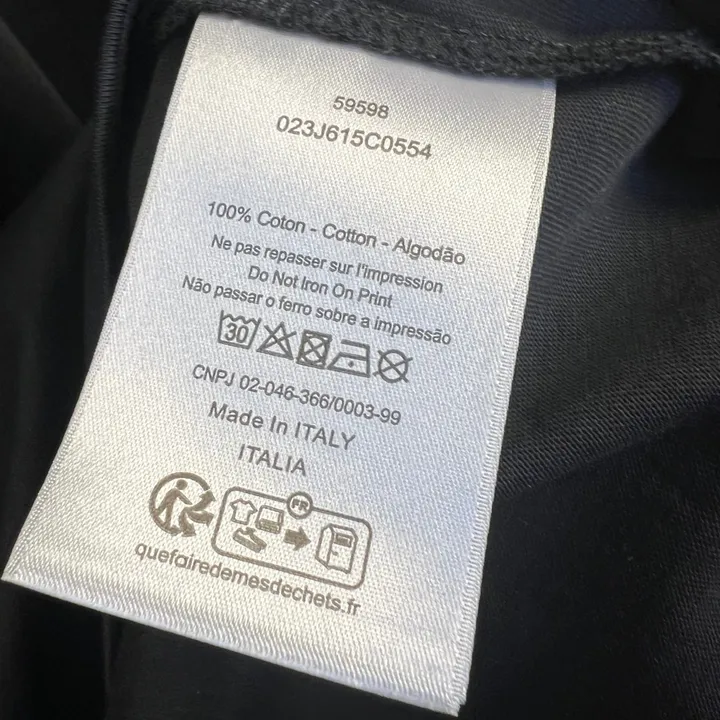 59598
023J615C0554
100% Coton - Cotton - Algodão
Ne pas repasser sur l'impression
Do Not Iron On Print
Não passar o ferro sobre a impressão
30
CNPJ 02-046-366/0003-99
Made In ITALY
ITALIA
FR
quefairedemesdechets.fr